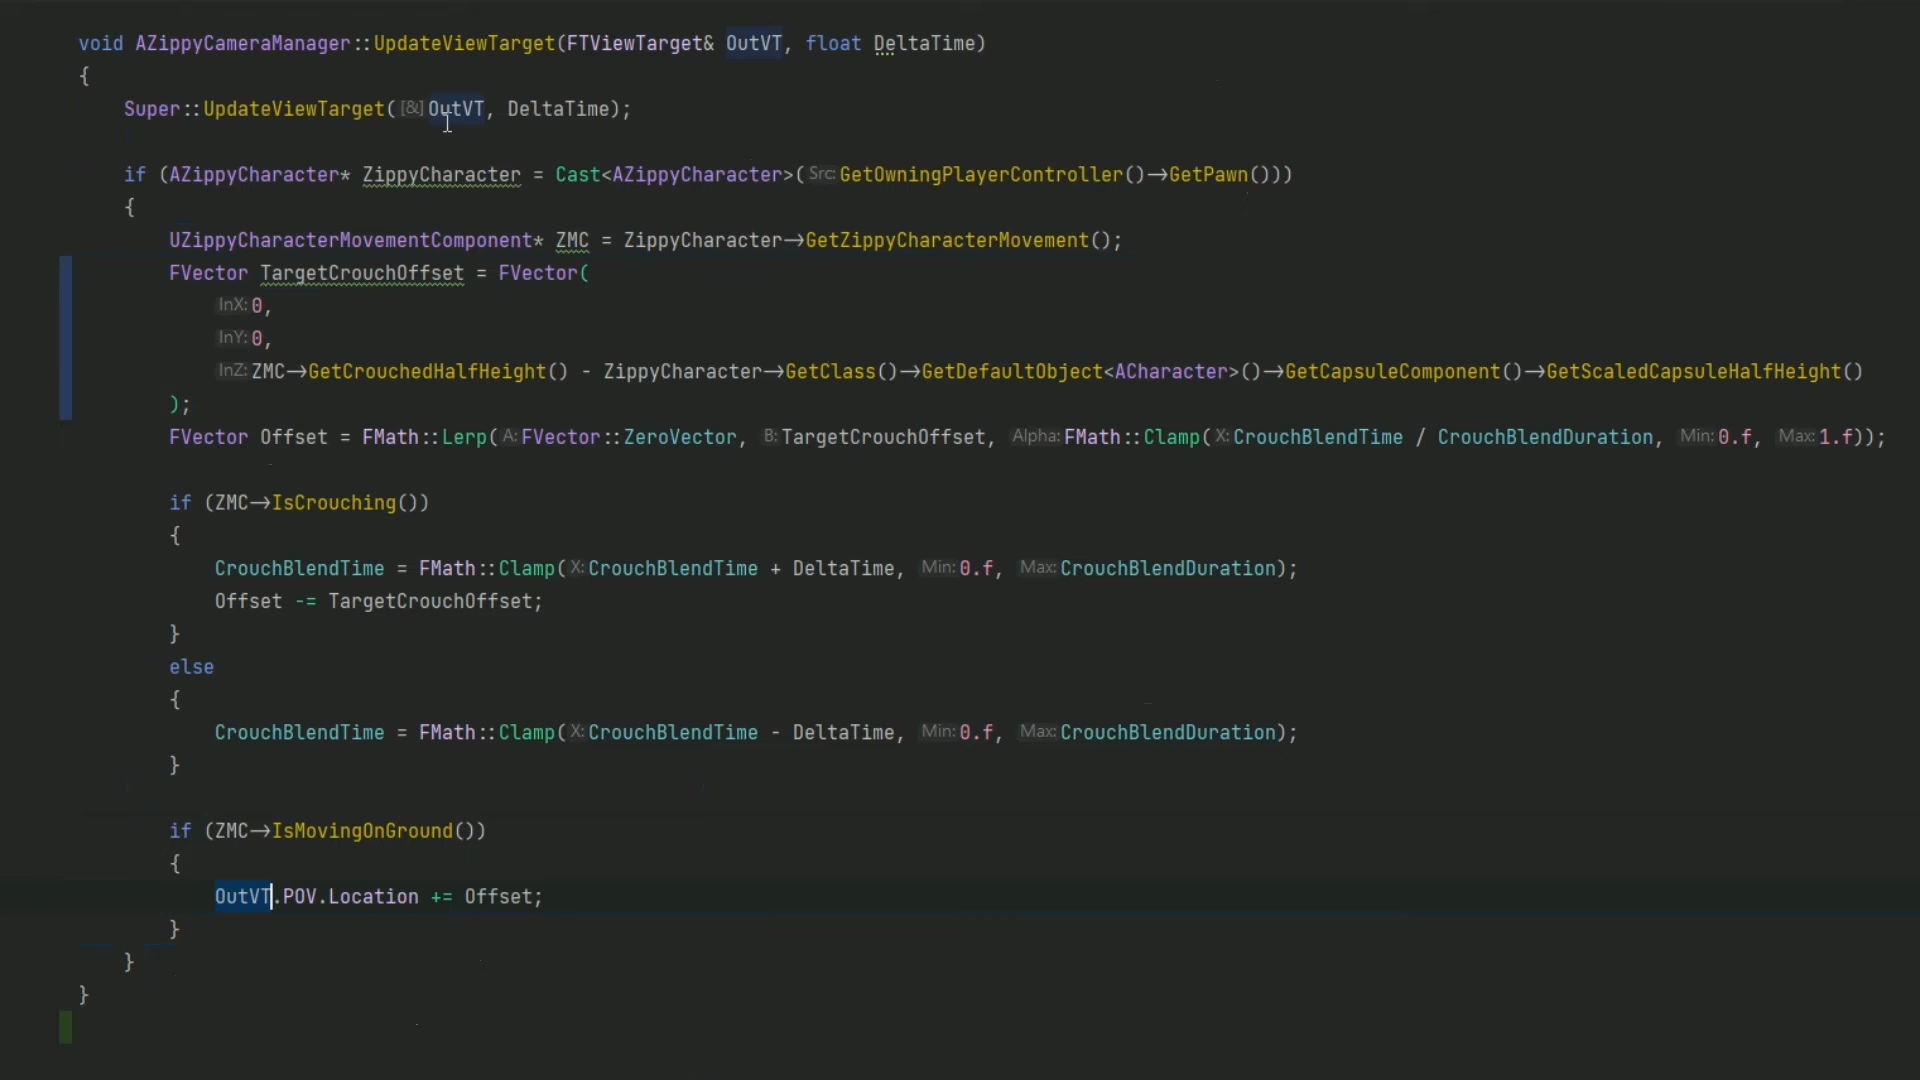 void AZippyCameraManager::UpdateViewTarget(FTViewTarget& OutVT, float DeltaTime)
{
Super::UpdateViewTarget([&] OutVT, DeltaTime);
if (AZippyCharacter* ZippyCharacter = Cast<AZippyCharacter>(Src: GetOwningPlayerController()->GetPawn()))
{
UZippyCharacterMovementComponent* ZMC = ZippyCharacter->GetZippyCharacterMovement();
FVector TargetCrouchOffset = FVector(
InX: 0,
InY: 0,
InZ: ZMC->GetCrouchedHalfHeight() - ZippyCharacter->GetClass()->GetDefaultObject<ACharacter>()->GetCapsuleComponent()->GetScaledCapsuleHalfHeight()
);
FVector Offset = FMath::Lerp(A: FVector::ZeroVector, B: TargetCrouchOffset, Alpha: FMath::Clamp(X: CrouchBlendTime / CrouchBlendDuration, Min: 0.f, Max: 1.f));
if (ZMC->IsCrouching())
{
CrouchBlendTime = FMath::Clamp(X: CrouchBlendTime + DeltaTime, Min: 0.f, Max: CrouchBlendDuration);
Offset -= TargetCrouchOffset;
}
else
{
CrouchBlendTime = FMath::Clamp(X: CrouchBlendTime - DeltaTime, Min: 0.f, Max: CrouchBlendDuration);
}
if (ZMC->IsMovingOnGround())
{
OutVT.POV.Location += Offset;
}
}
}